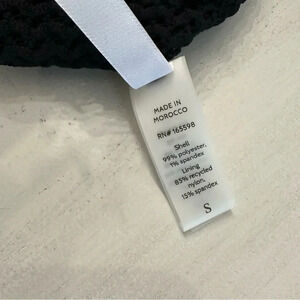 MADE IN
MOROCCO
RN# 165598
Shell
99% polyester,
1% spandex
Lining
85% recycled
nylon,
15% spandex
S